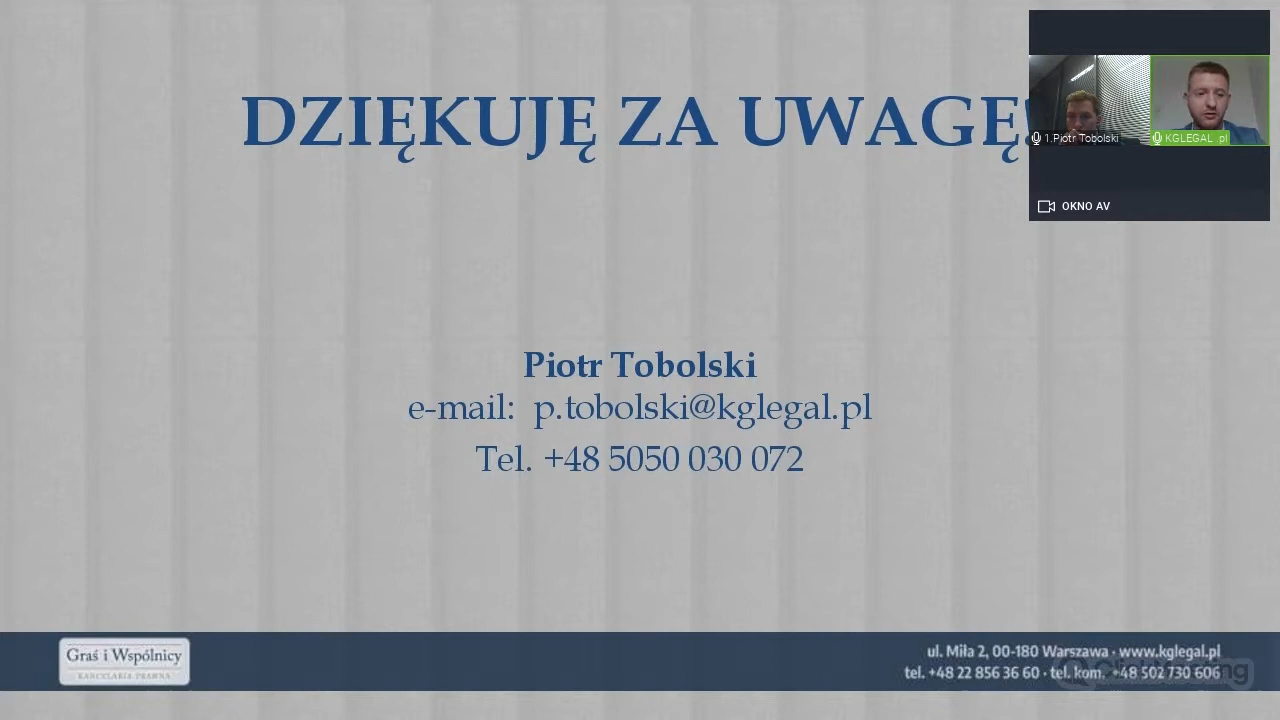 DZIĘKUJĘ ZA UWAGĘ!
1.Piotr Tobolski
KGLEGAL .pl
OKNO AV
Piotr Tobolski
e-mail: p.tobolski@kglegal.pl
Tel. +48 5050 030 072
Graś i Wspólnicy
KANCELARIA PRAWNA
ul. Miła 2, 00-180 Warszawa · www.kglegal.pl
tel. +48 22 856 36 60 · tel. kom. +48 502 730 606
ClickMeeting